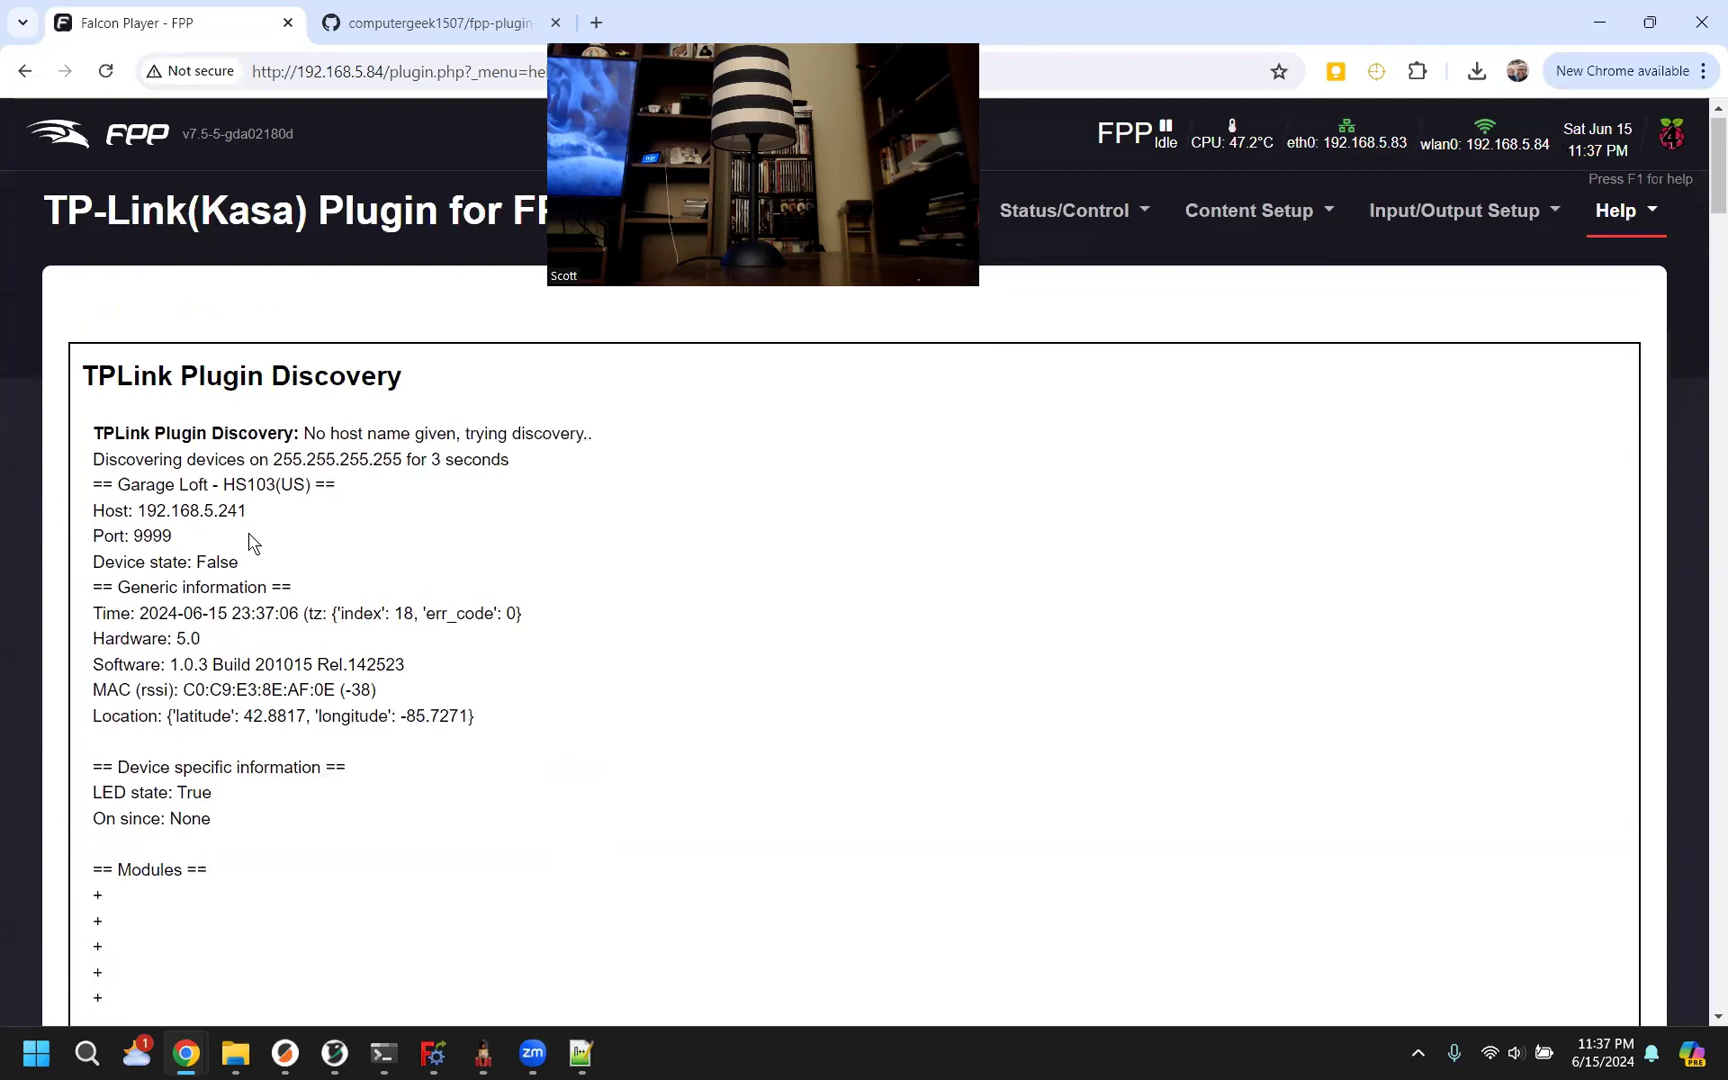 Falcon Player - FPP
computergeek1507/fpp-plugin
Not secure
http://192.168.5.84/plugin.php?_menu=hel
New Chrome available
FPP v7.5-5-gda02180d
FPP Idle
CPU: 47.2°C
eth0: 192.168.5.83
wlan0: 192.168.5.84
Sat Jun 15
11:37 PM
4
Press F1 for help
TP-Link(Kasa) Plugin for FP
Status/Control
Content Setup
Input/Output Setup
Help
Scott
TPLink Plugin Discovery
TPLink Plugin Discovery: No host name given, trying discovery..
Discovering devices on 255.255.255.255 for 3 seconds
== Garage Loft - HS103(US) ==
Host: 192.168.5.241
Port: 9999
Device state: False
== Generic information ==
Time: 2024-06-15 23:37:06 (tz: {'index': 18, 'err_code': 0}
Hardware: 5.0
Software: 1.0.3 Build 201015 Rel.142523
MAC (rssi): C0:C9:E3:8E:AF:0E (-38)
Location: {'latitude': 42.8817, 'longitude': -85.7271}
== Device specific information ==
LED state: True
On since: None
== Modules ==
+
+
+
+
+
1
zm
11:37 PM
6/15/2024
PRE